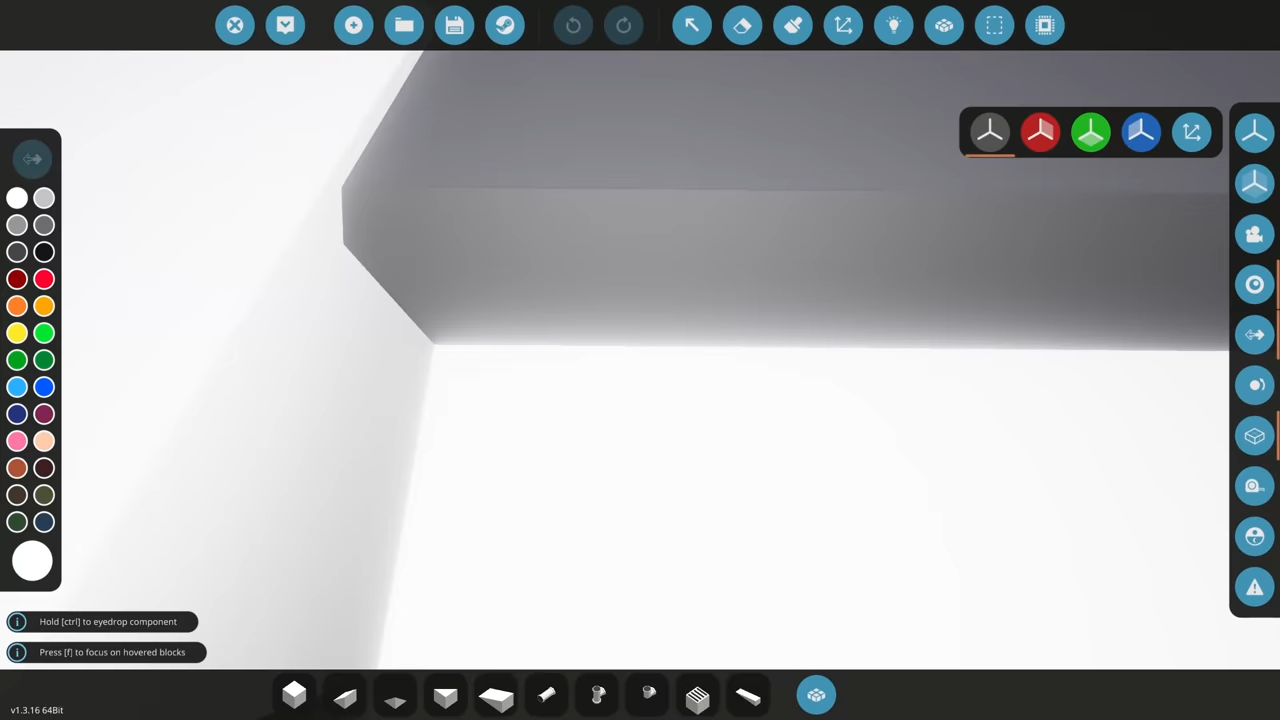 Hold [ctrl] to eyedrop component
Press [f] to focus on hovered blocks
v1.3.16 64Bit